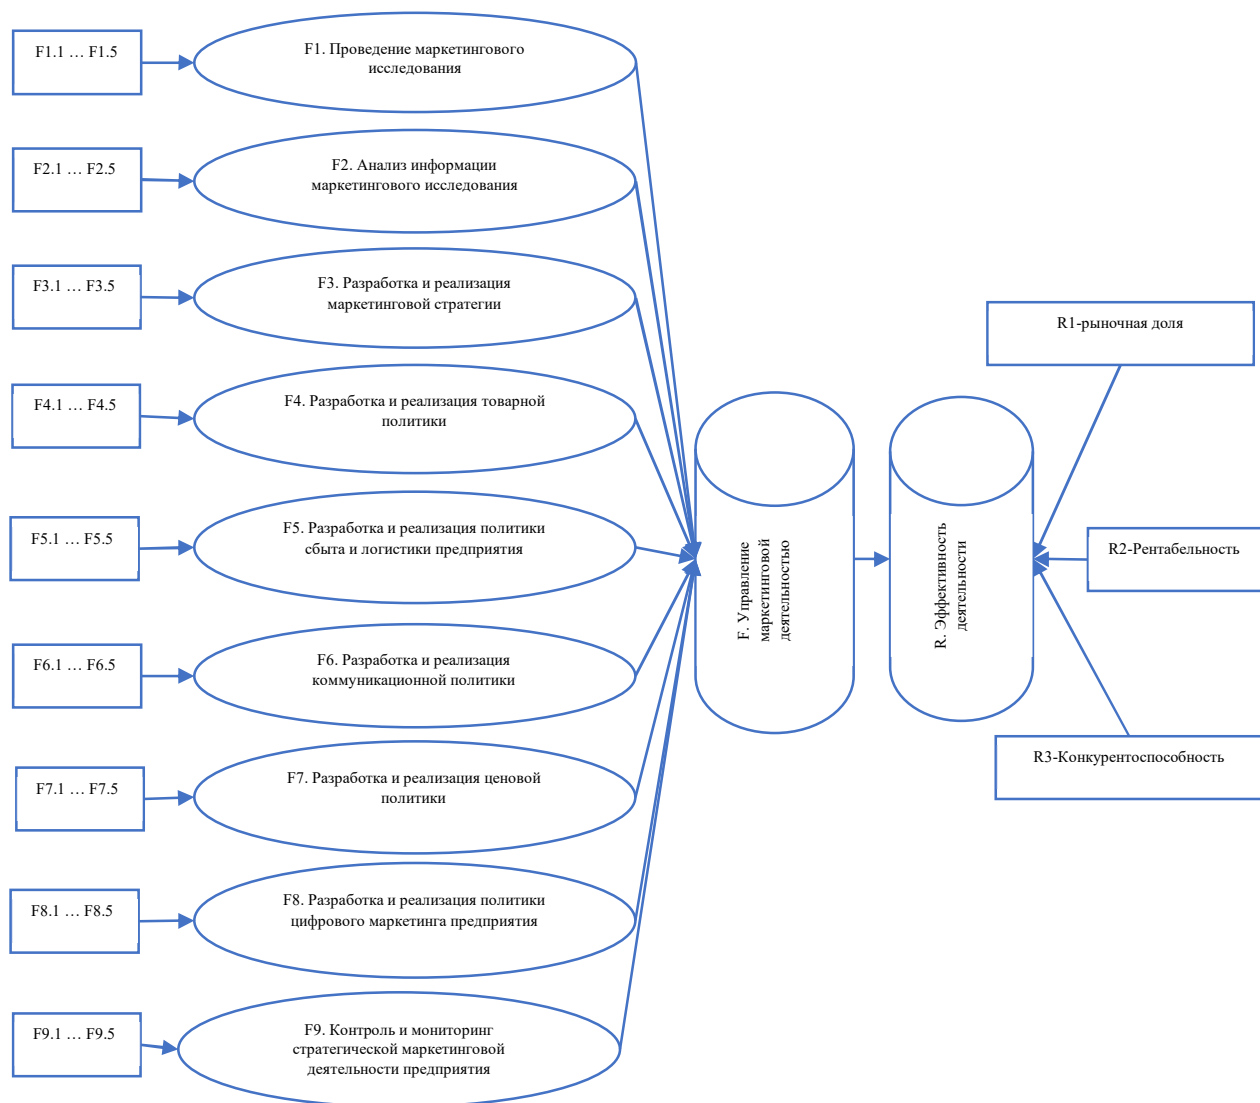 F1.1 … F1.5
F1. Проведение маркетингового
исследования
F2.1 … F2.5
F2. Анализ информации
маркетингового исследования
F3.1 … F3.5
F3. Разработка и реализация
маркетинговой стратегии
F4.1 … F4.5
F4. Разработка и реализация товарной
политики
F5.1 … F5.5
F5. Разработка и реализация политики
сбыта и логистики предприятия
F6.1 … F6.5
F6. Разработка и реализация
коммуникационной политики
F7.1 … F7.5
F7. Разработка и реализация ценовой
политики
F8.1 … F8.5
F8. Разработка и реализация политики
цифрового маркетинга предприятия
F9.1 … F9.5
F9. Контроль и мониторинг
стратегической маркетинговой
деятельности предприятия
F. Управление
маркетинговой
деятельностью
R. Эффективность
деятельности
R1-рыночная доля
R2-Рентабельность
R3-Конкурентоспособность